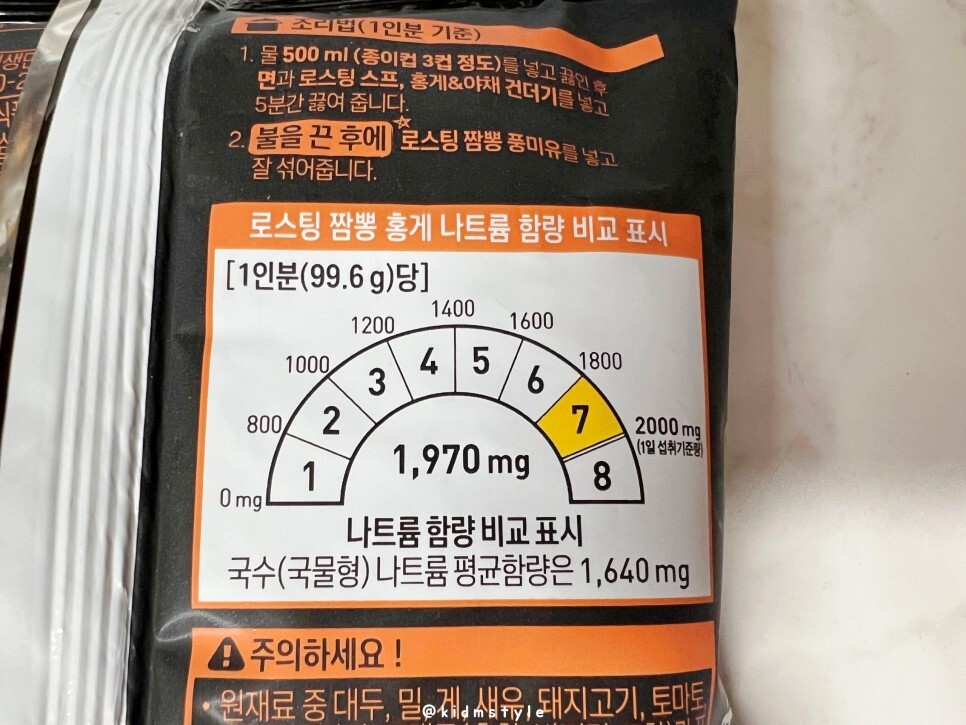 조리법(1인분 기준)
1. 물 500 ml (종이컵 3컵 정도)를 넣고 끓인 후
면과 로스팅 스프, 홍게&야채 건더기를 넣고
5분간 끓여 줍니다.
2. 불을 끈 후에 로스팅 짬뽕 풍미유를 넣고
잘 섞어줍니다.
로스팅 짬뽕 홍게 나트륨 함량 비교 표시
[1인분(99.6 g)당]
0 mg
800
1000
1200
1400
1600
1800
2000 mg
(1일 섭취기준량)
1
2
3
4
5
6
7
8
1,970 mg
나트륨 함량 비교 표시
국수(국물형) 나트륨 평균함량은 1,640 mg
주의하세요 !
• 원재료 중 대두, 밀, 게, 새우, 돼지고기, 토마토
@kidmstyle